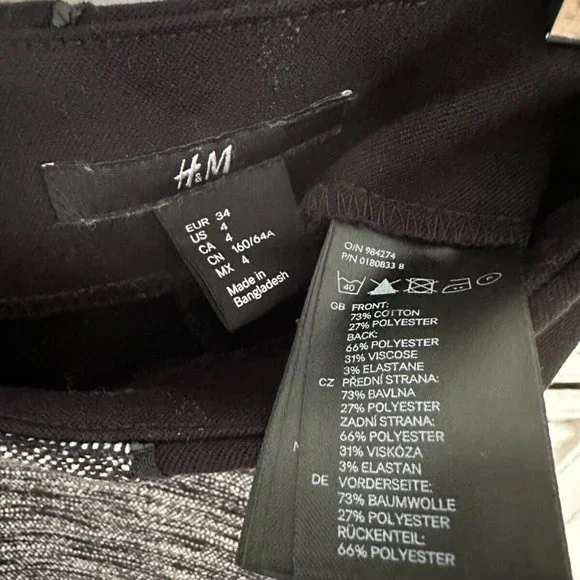 H&M
EUR 34
US 4
CA 4
CN 160/64A
MX 4
Made in
Bangladesh
O/N 984274
P/N 0180833 8
40
GB FRONT:
73% COTTON
27% POLYESTER
BACK:
66% POLYESTER
31% VISCOSE
3% ELASTANE
CZ PŘEDNÍ STRANA:
73% BAVLNA
27% POLYESTER
ZADNÍ STRANA:
66% POLYESTER
31% VISKÓZA
3% ELASTAN
DE VORDERSEITE:
73% BAUMWOLLE
27% POLYESTER
RÜCKENTEIL:
66% POLYESTER